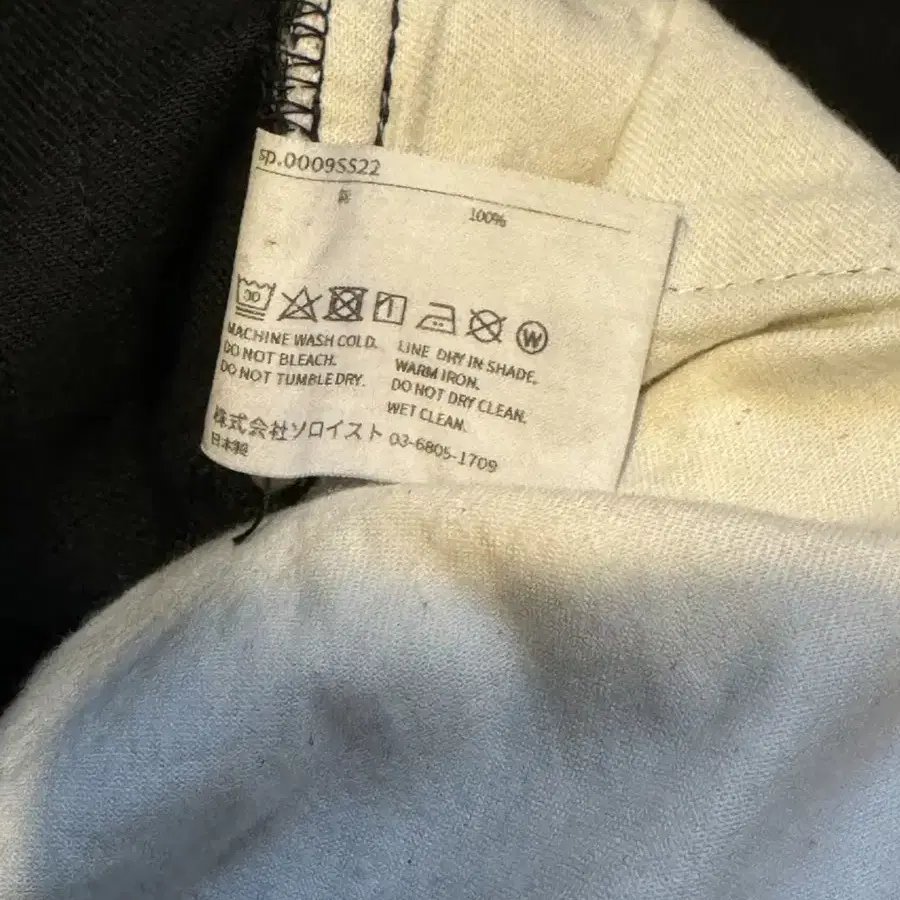 sp.0009SS22
綿 100%
30
W
MACHINE WASH COLD.
DO NOT BLEACH.
DO NOT TUMBLE DRY.
LINE DRY IN SHADE.
WARM IRON.
DO NOT DRY CLEAN.
WET CLEAN.
株式会社ソロイスト 03-6805-1709
日本製